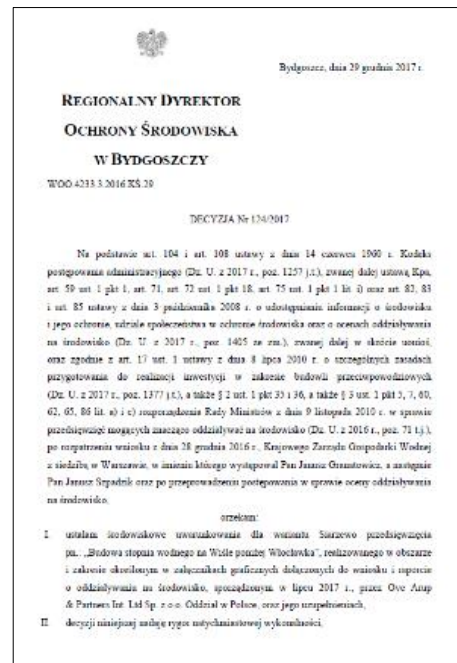 Bydgoszcz, dnia 29 grudnia 2017 r.
REGIONALNY DYREKTOR
OCHRONY ŚRODOWISKA
W BYDGOSZCZY
WOO.4233.3.2016.KŚ.29
DECYZJA Nr 124/2017
Na podstawie art. 104 i art. 108 ustawy z dnia 14 czerwca 1960 r. Kodeks
postępowania administracyjnego (Dz. U. z 2017 r., poz. 1257 j.t.), zwanej dalej ustawą Kpa,
art. 59 ust. 1 pkt 1, art. 71, art. 72 ust. 1 pkt 18, art. 75 ust. 1 pkt 1 lit. i) oraz art. 82, 83
i art. 85 ustawy z dnia 3 października 2008 r. o udostępnianiu informacji o środowisku
i jego ochronie, udziale społeczeństwa w ochronie środowiska oraz o ocenach oddziaływania
na środowisko (Dz. U. z 2017 r., poz. 1405 ze zm.), zwanej dalej w skrócie uouioś,
oraz zgodnie z art. 17 ust. 1 ustawy z dnia 8 lipca 2010 r. o szczególnych zasadach
przygotowania do realizacji inwestycji w zakresie budowli przeciwpowodziowych
(Dz. U. z 2017 r., poz. 1377 j.t.), a także § 2 ust. 1 pkt 35 i 36, a także § 3 ust. 1 pkt 5, 7, 60,
62, 65, 86 lit. a) i c) rozporządzenia Rady Ministrów z dnia 9 listopada 2010 r. w sprawie
przedsięwzięć mogących znacząco oddziaływać na środowisko (Dz. U. z 2016 r., poz. 71 t.j.),
po rozpatrzeniu wniosku z dnia 28 grudnia 2016 r., Krajowego Zarządu Gospodarki Wodnej
z siedzibą w Warszawie, w imieniu którego występował Pan Janusz Granatowicz, a następnie
Pan Janusz Szpadzik oraz po przeprowadzeniu postępowania w sprawie oceny oddziaływania
na środowisko,
orzekam:
I. ustalam środowiskowe uwarunkowania dla wariantu Siarzewo przedsięwzięcia
pn.: „Budowa stopnia wodnego na Wiśle poniżej Włocławka”, realizowanego w obszarze
i zakresie określonym w załącznikach graficznych dołączonych do wniosku i raporcie
o oddziaływaniu na środowisko, sporządzonym w lipcu 2017 r., przez Ove Arup
& Partners Int. Ltd Sp. z o.o. Oddział w Polsce, oraz jego uzupełnieniach,
II. decyzji niniejszej nadaję rygor natychmiastowej wykonalności,